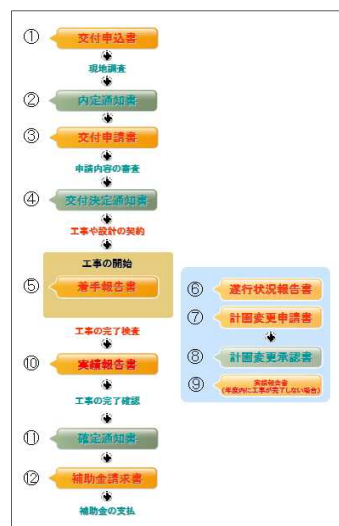 ① 交付申込書
現地調査
② 内定通知書
③ 交付申請書
申請内容の審査
④ 交付決定通知書
工事や設計の契約
工事の開始
⑤ 着手報告書
工事の完了検査
⑩ 実績報告書
工事の完了確認
⑪ 確定通知書
⑫ 補助金請求書
補助金の支払
⑥ 遂行状況報告書
⑦ 計画変更申請書
⑧ 計画変更承認書
⑨ 実績報告書
(年度内に工事が完了しない場合)